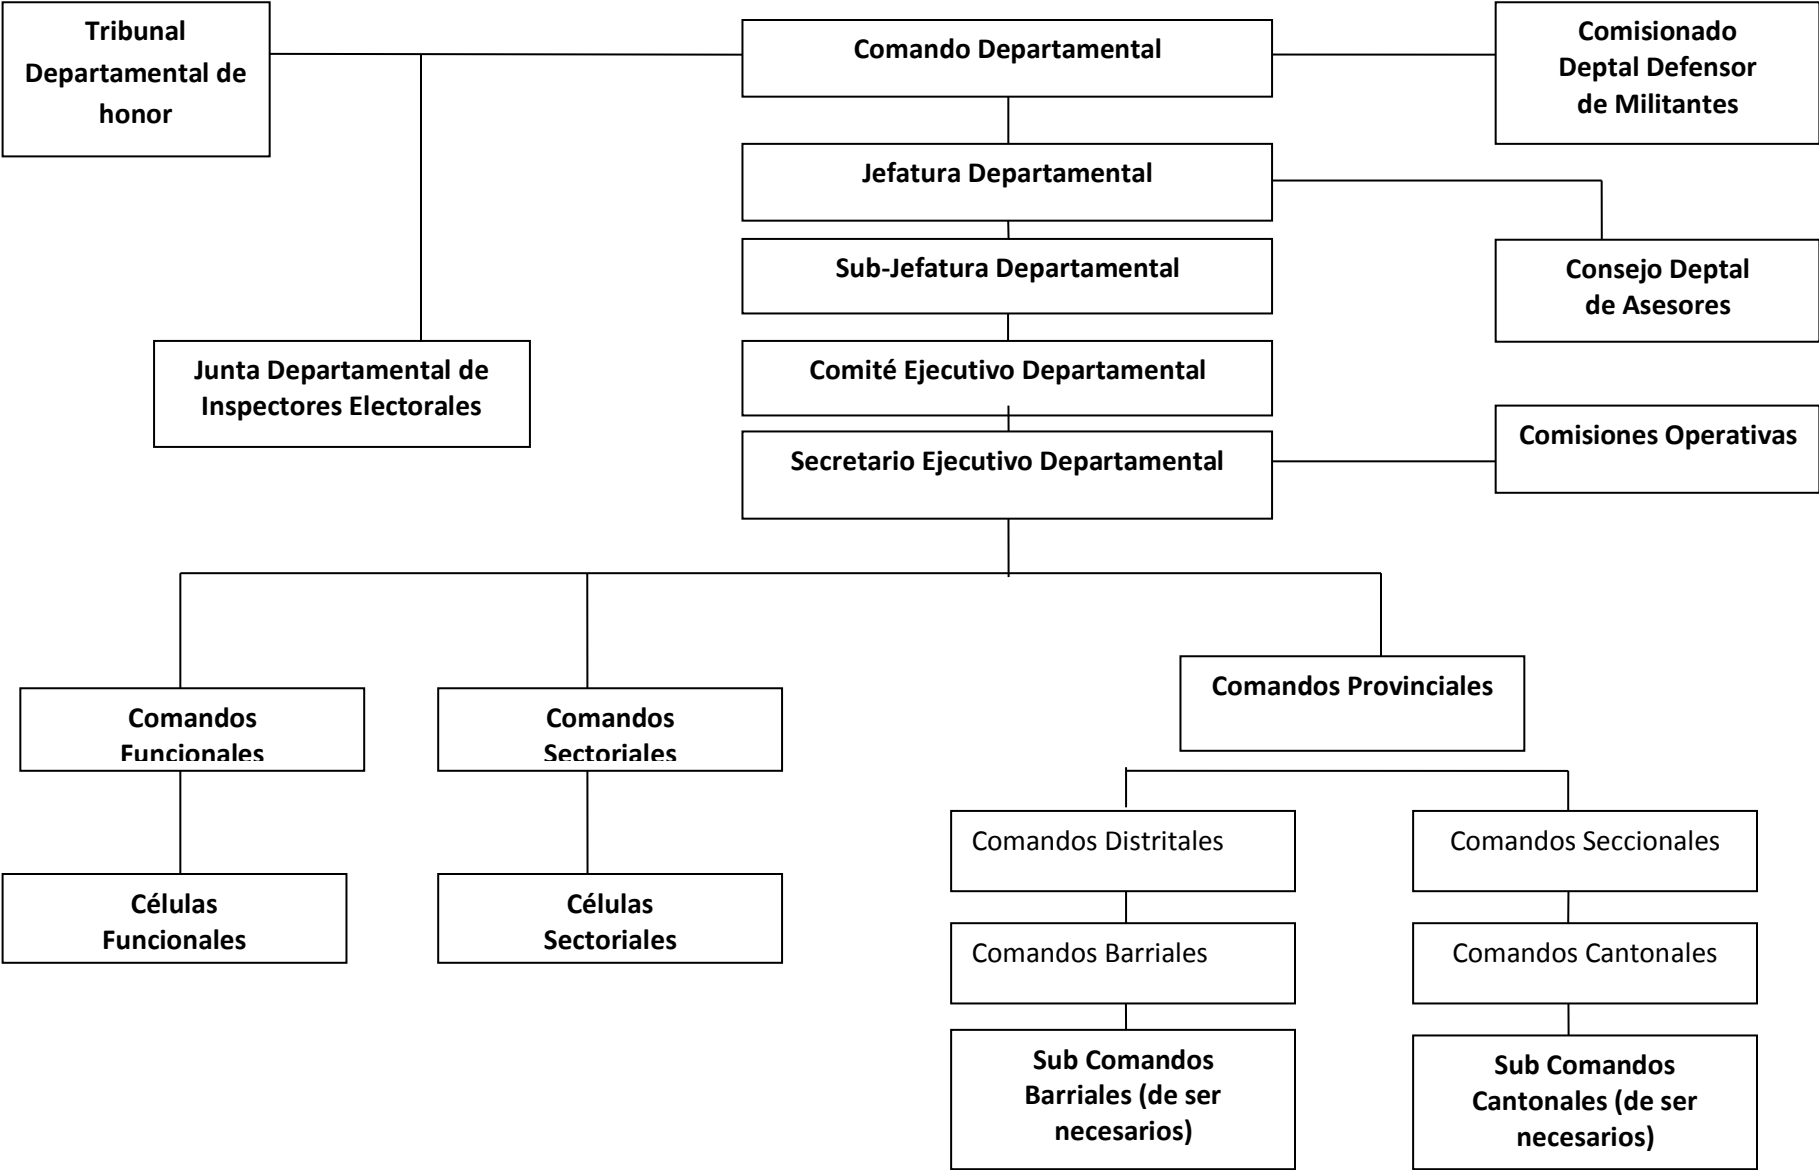 Tribunal
Departamental de
honor
Comando Departamental
Comisionado
Deptal Defensor
de Militantes
Jefatura Departamental
Sub-Jefatura Departamental
Consejo Deptal
de Asesores
Junta Departamental de
Inspectores Electorales
Comité Ejecutivo Departamental
Comisiones Operativas
Secretario Ejecutivo Departamental
Comandos Provinciales
Comandos
Funcionales
Comandos
Sectoriales
Comandos Distritales
Comandos Seccionales
Células
Funcionales
Células
Sectoriales
Comandos Barriales
Comandos Cantonales
Sub Comandos
Barriales (de ser
necesarios)
Sub Comandos
Cantonales (de ser
necesarios)